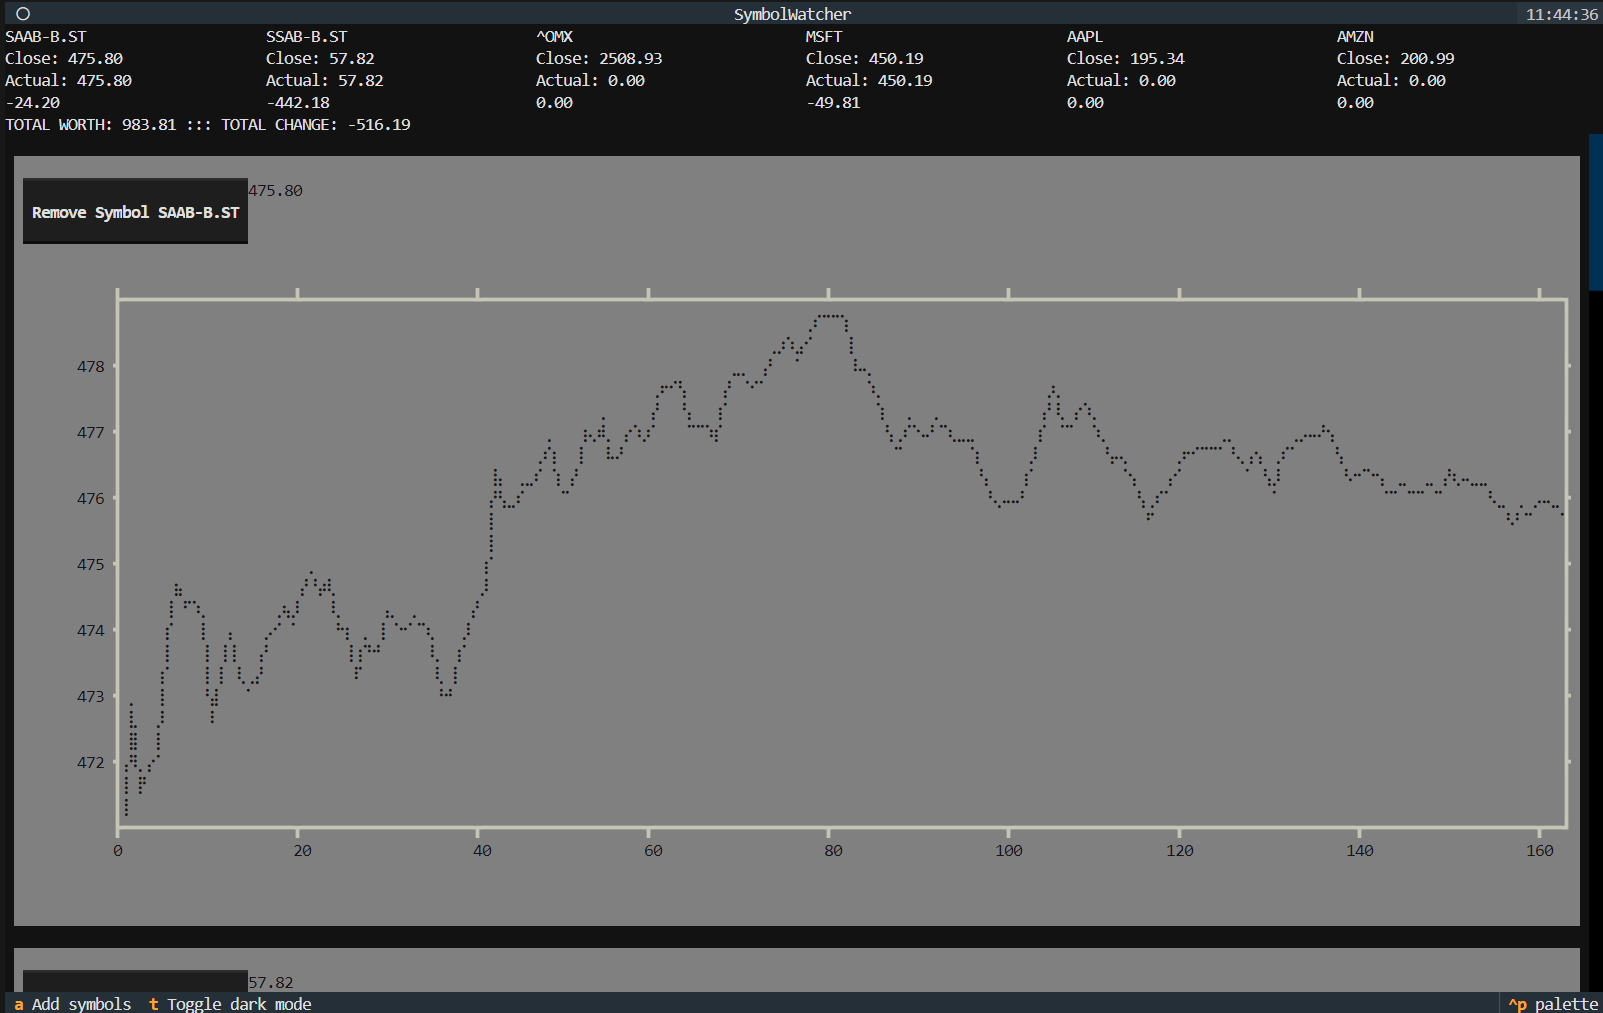 SymbolWatcher 11:44:36
SAAB-B.ST SSAB-B.ST ^OMX MSFT AAPL AMZN
Close: 475.80 Close: 57.82 Close: 2508.93 Close: 450.19 Close: 195.34 Close: 200.99
Actual: 475.80 Actual: 57.82 Actual: 0.00 Actual: 450.19 Actual: 0.00 Actual: 0.00
-24.20 -442.18 0.00 -49.81 0.00 0.00
TOTAL WORTH: 983.81 ::: TOTAL CHANGE: -516.19
475.80
Remove Symbol SAAB-B.ST
478
477
476
475
474
473
472
0 20 40 60 80 100 120 140 160
57.82
a Add symbols t Toggle dark mode ^p palette